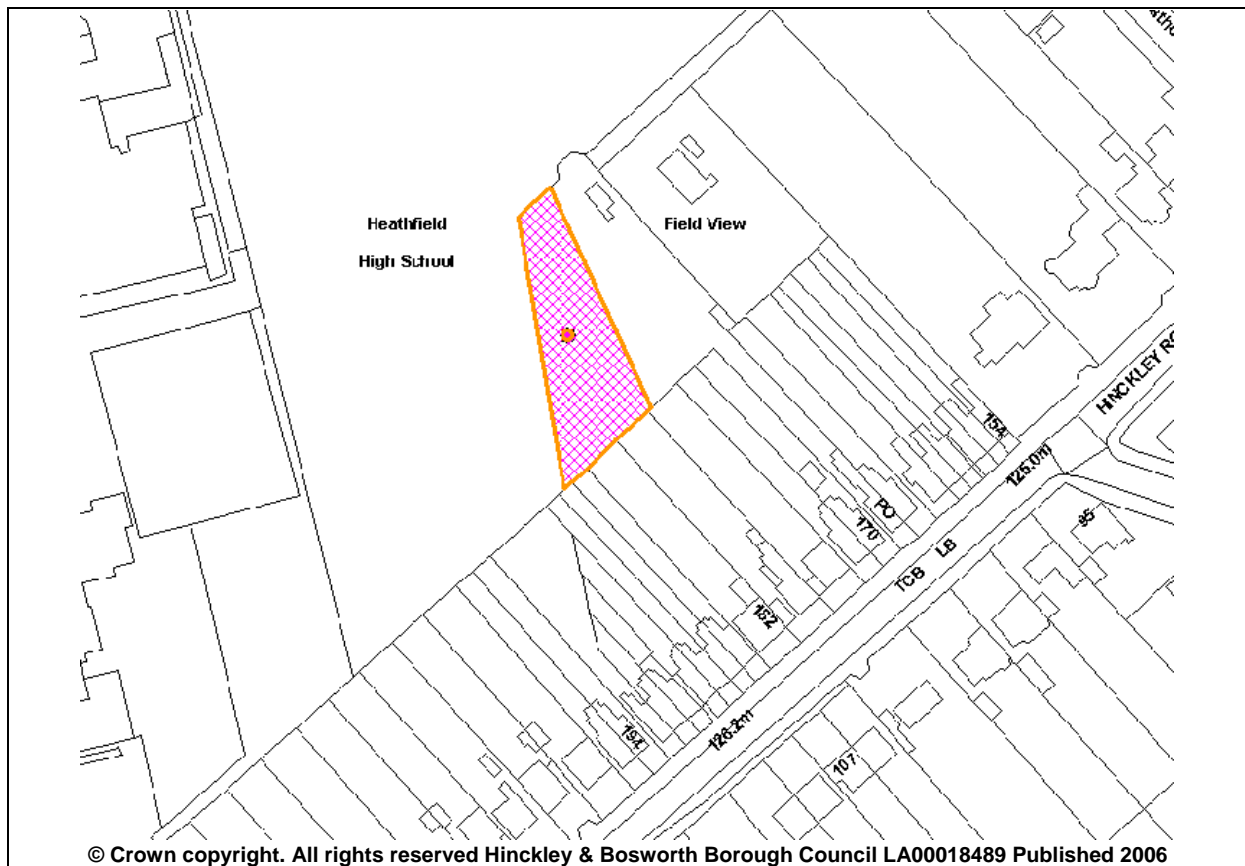 Heathfield
High School
Field View
HINCKLEY RO
154
125.0m
PO
170
TCB LB
95
182
194
126.2m
107
© Crown copyright. All rights reserved Hinckley & Bosworth Borough Council LA00018489 Published 2006